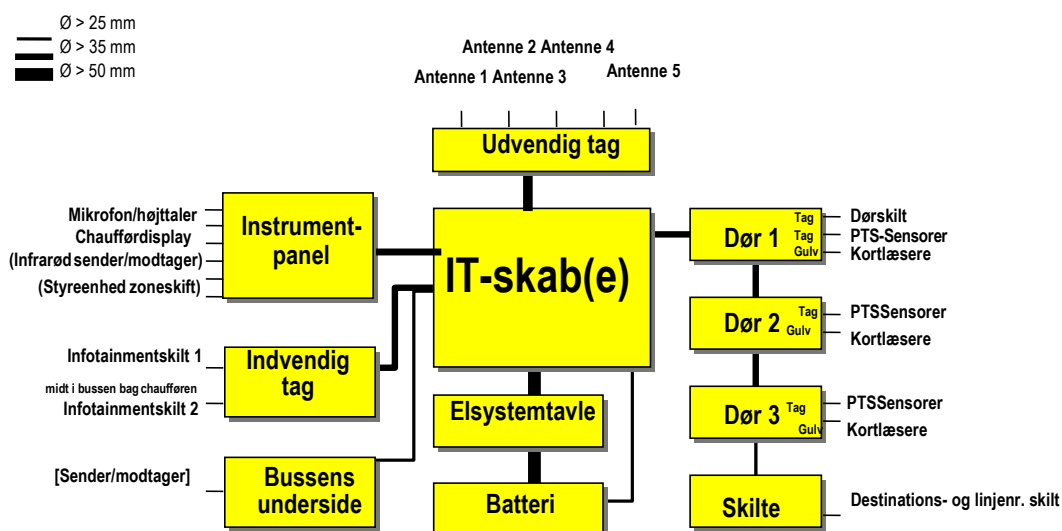 Ø > 25 mm
Ø > 35 mm
Ø > 50 mm
Antenne 2 Antenne 4
Antenne 1 Antenne 3
Antenne 5
Udvendig tag
Mikrofon/højttaler
Chaufførdisplay
(Infrarød sender/modtager)
(Styreenhed zoneskift)
Instrument-
panel
IT-skab(e)
Dør 1
Tag
Tag
Gulv
Dørskilt
PTS-Sensorer
Kortlæsere
Dør 2
Tag
Gulv
PTSSensorer
Kortlæsere
Infotainmentskilt 1
midt i bussen bag chaufføren
Infotainmentskilt 2
Indvendig
tag
Elsystemtavle
Dør 3
Tag
Gulv
PTSSensorer
Kortlæsere
[Sender/modtager]
Bussens
underside
Batteri
Skilte
Destinations- og linjenr. skilt